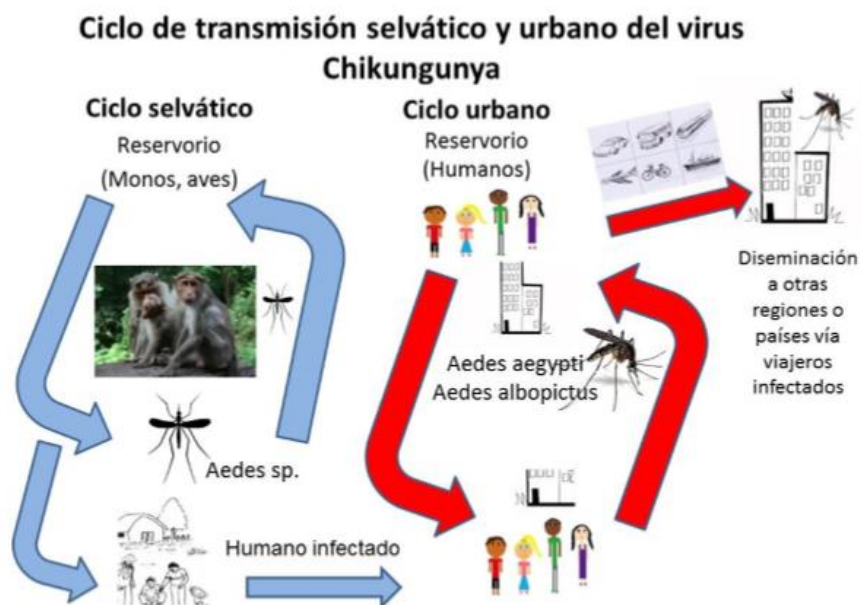 Ciclo de transmisión selvático y urbano del virus
Chikungunya
Ciclo selvático
Reservorio
(Monos, aves)
Aedes sp.
Humano infectado
Ciclo urbano
Reservorio
(Humanos)
Aedes aegypti
Aedes albopictus
Diseminación
a otras
regiones o
países vía
viajeros
infectados